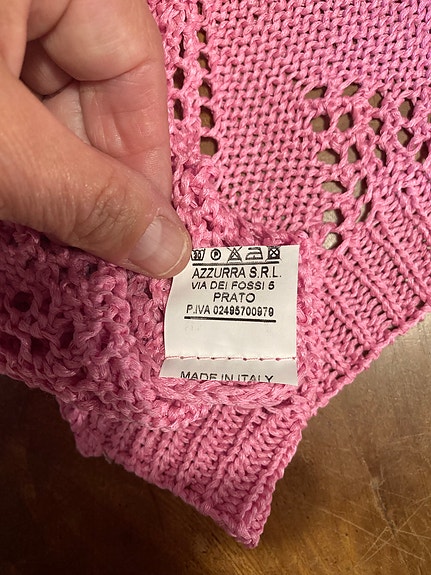 AZZURRA S.R.L.
VIA DEI FOSSI 5
PRATO
P.IVA 02495700979
MADE IN ITALY